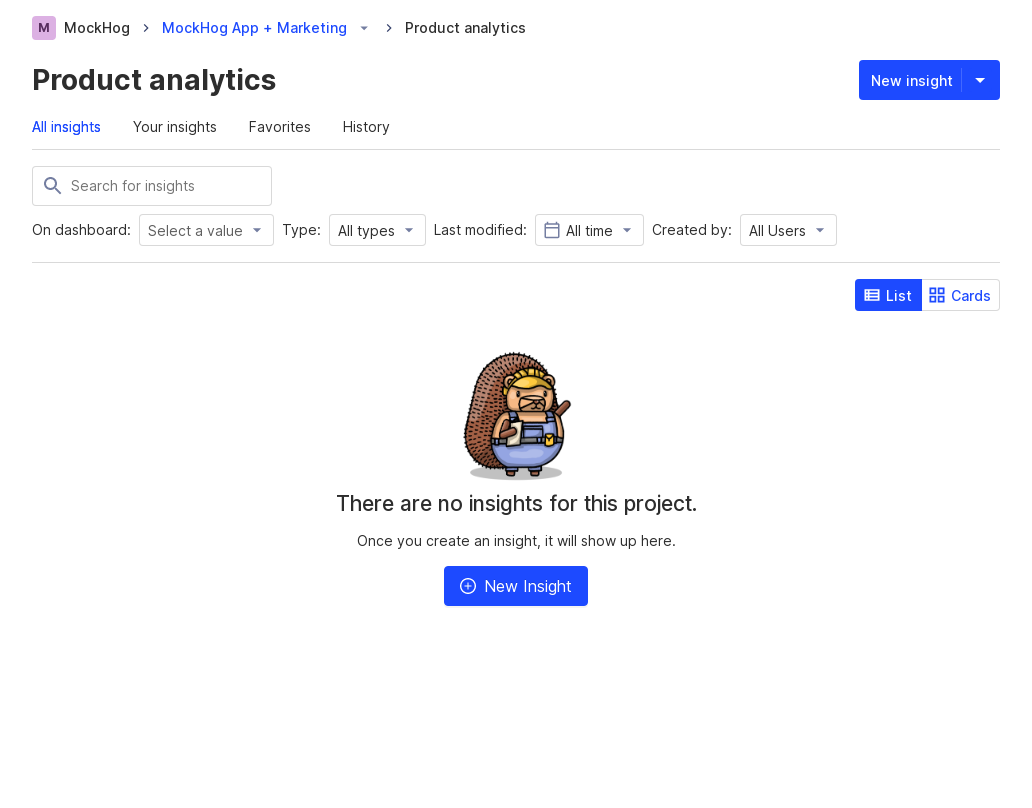 M MockHog MockHog App + Marketing Product analytics
Product analytics
New insight
All insights Your insights Favorites History
Search for insights
On dashboard: Select a value Type: All types Last modified: All time Created by: All Users
List Cards
There are no insights for this project.
Once you create an insight, it will show up here.
New Insight